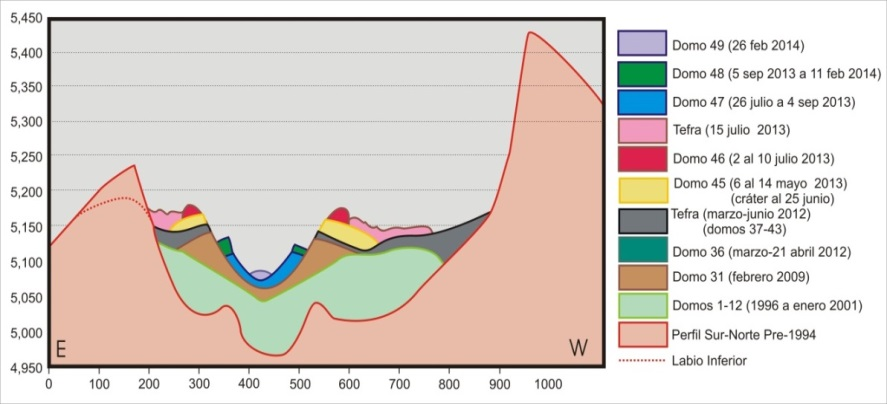 5,450
5,400
5,350
5,300
5,250
5,200
5,150
5,100
5,050
5,000
4,950
E
W
0 100 200 300 400 500 600 700 800 900 1000
Domo 49 (26 feb 2014)
Domo 48 (5 sep 2013 a 11 feb 2014)
Domo 47 (26 julio a 4 sep 2013)
Tefra (15 julio 2013)
Domo 46 (2 al 10 julio 2013)
Domo 45 (6 al 14 mayo 2013)
(cráter al 25 junio)
Tefra (marzo-junio 2012)
(domos 37-43)
Domo 36 (marzo-21 abril 2012)
Domo 31 (febrero 2009)
Domos 1-12 (1996 a enero 2001)
Perfil Sur-Norte Pre-1994
Labio Inferior